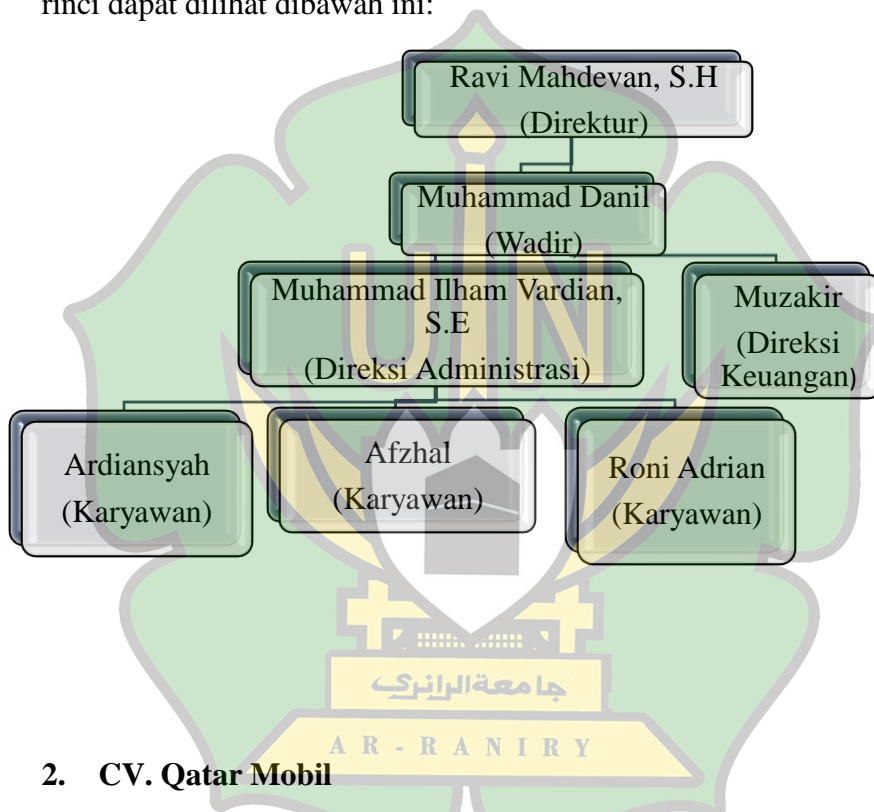 rinci dapat dilihat dibawah ini:
Ravi Mahdevan, S.H
(Direktur)
Muhammad Danil
(Wadir)
Muhammad Ilham Vardian,
S.E
(Direksi Administrasi)
Muzakir
(Direksi
Keuangan)
Ardiansyah
(Karyawan)
Afzhal
(Karyawan)
Roni Adrian
(Karyawan)
UIN
جامعة الرانري
AR-RANIRY
2. CV. Qatar Mobil